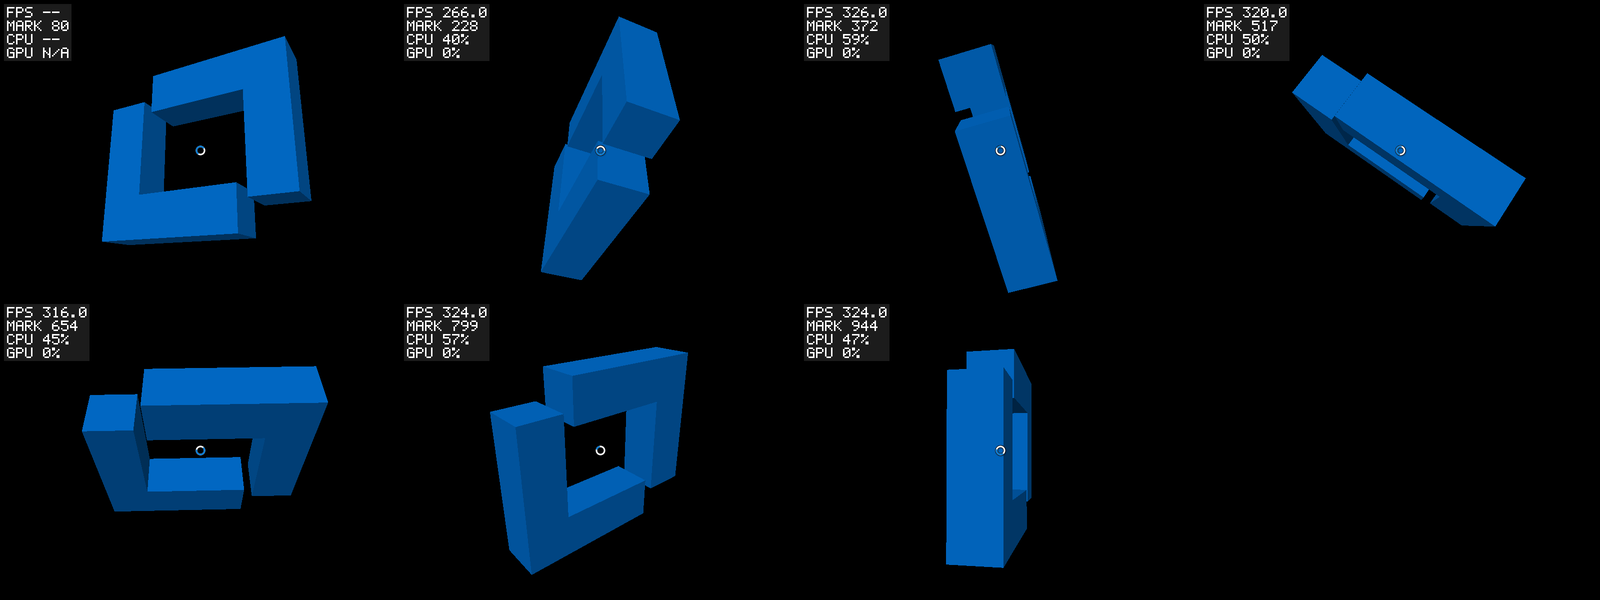 FPS --
MARK 80
CPU --
GPU N/A
FPS 266.0
MARK 228
CPU 40%
GPU 0%
FPS 326.0
MARK 372
CPU 59%
GPU 0%
FPS 320.0
MARK 517
CPU 50%
GPU 0%
FPS 316.0
MARK 654
CPU 45%
GPU 0%
FPS 324.0
MARK 799
CPU 57%
GPU 0%
FPS 324.0
MARK 944
CPU 47%
GPU 0%